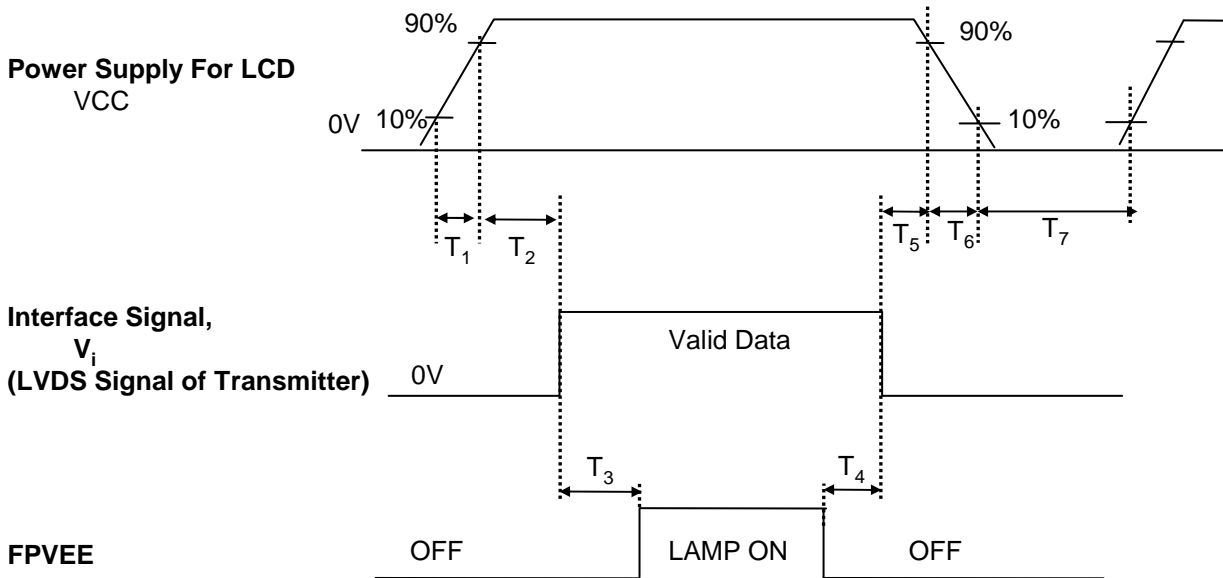 90%
90%
Power Supply For LCD
VCC
0V
10%
10%
T1
T2
T5
T6
T7
Interface Signal,
Vi
(LVDS Signal of Transmitter)
0V
Valid Data
T3
T4
FPVEE
OFF
LAMP ON
OFF